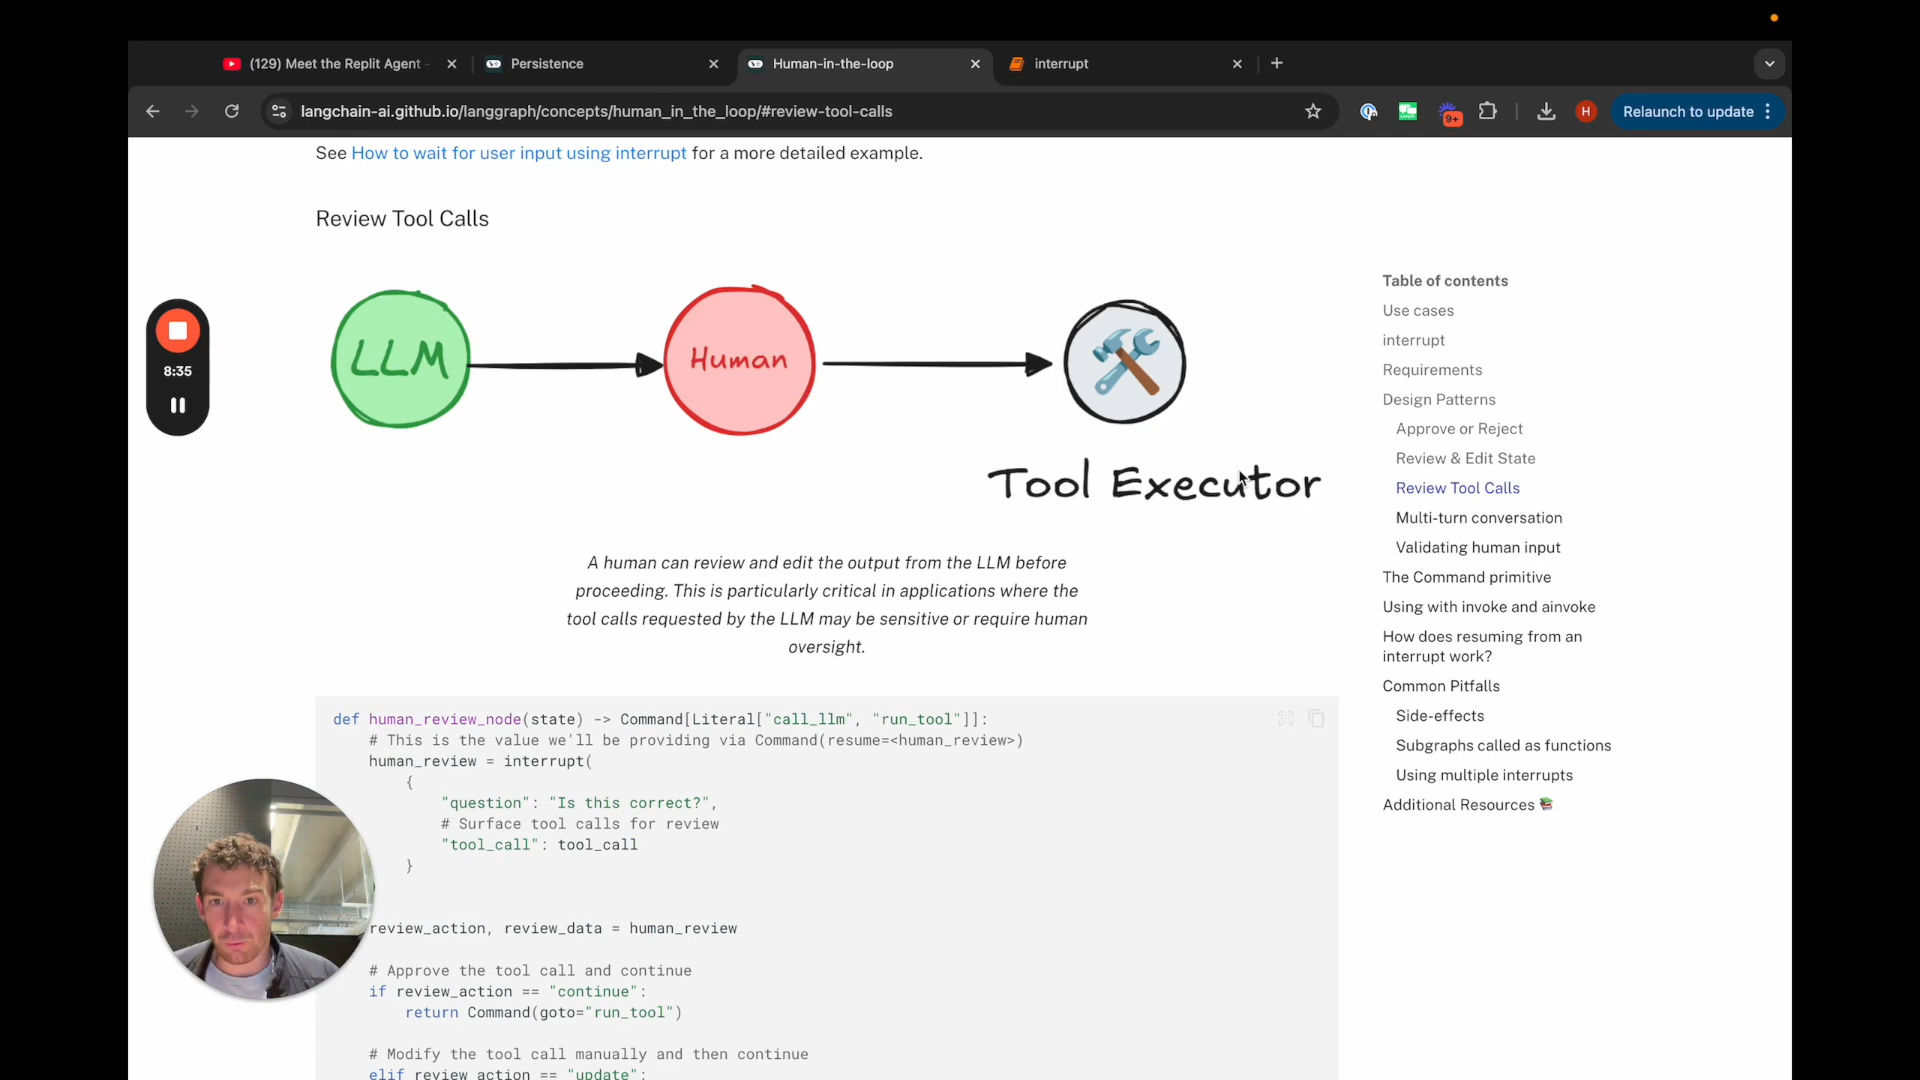 (129) Meet the Replit Agent -
Persistence
Human-in-the-loop
interrupt
langchain-ai.github.io/langgraph/concepts/human_in_the_loop/#review-tool-calls
9+
H
Relaunch to update
See How to wait for user input using interrupt for a more detailed example.
Review Tool Calls
LLM
Human
Tool Executor
8:35
A human can review and edit the output from the LLM before
proceeding. This is particularly critical in applications where the
tool calls requested by the LLM may be sensitive or require human
oversight.
def human_review_node(state) -> Command[Literal["call_llm", "run_tool"]]:
    # This is the value we'll be providing via Command(resume=<human_review>)
    human_review = interrupt(
        {
            "question": "Is this correct?",
            # Surface tool calls for review
            "tool_call": tool_call
        }
review_action, review_data = human_review
    # Approve the tool call and continue
    if review_action == "continue":
        return Command(goto="run_tool")
    # Modify the tool call manually and then continue
    elif review_action == "update":
Table of contents
Use cases
interrupt
Requirements
Design Patterns
Approve or Reject
Review & Edit State
Review Tool Calls
Multi-turn conversation
Validating human input
The Command primitive
Using with invoke and ainvoke
How does resuming from an
interrupt work?
Common Pitfalls
Side-effects
Subgraphs called as functions
Using multiple interrupts
Additional Resources